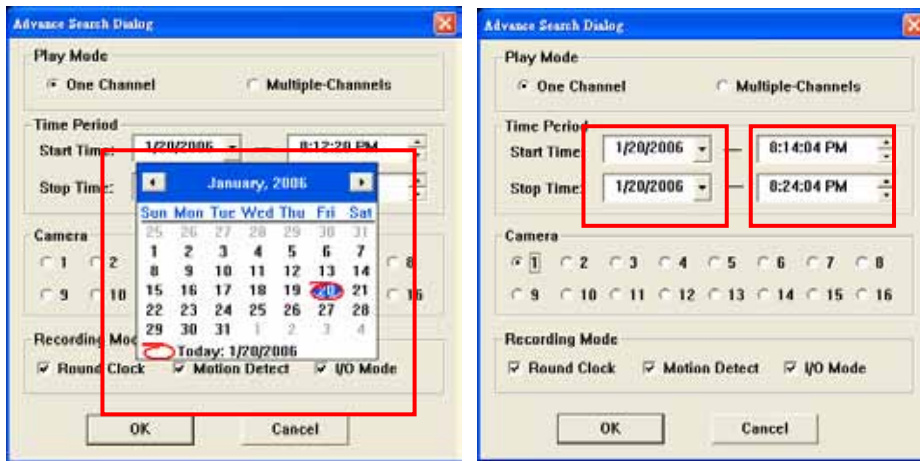 Advance Search Dialog
Play Mode
One Channel Multiple-Channels
Time Period
Start Time: 1/20/2006 — 8:12:20 PM
Stop Time:
January, 2006
Sun Mon Tue Wed Thu Fri Sat
25 26 27 28 29 30 31
1 2 3 4 5 6 7
8 9 10 11 12 13 14
15 16 17 18 19 20 21
22 23 24 25 26 27 28
29 30 31 1 2 3 4
Today: 1/20/2006
Camera
1 2 8
9 10 16
Recording Mod
Round Clock Motion Detect I/O Mode
OK Cancel
Advance Search Dialog
Play Mode
One Channel Multiple-Channels
Time Period
Start Time 1/20/2006 — 8:14:04 PM
Stop Time: 1/20/2006 — 8:24:04 PM
Camera
1 2 3 4 5 6 7 8
9 10 11 12 13 14 15 16
Recording Mode
Round Clock Motion Detect I/O Mode
OK Cancel